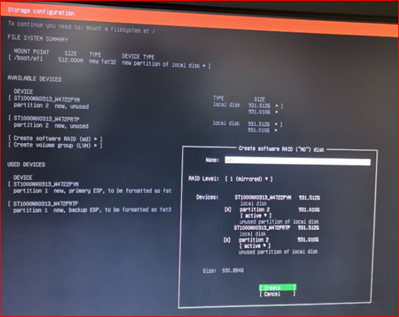 Storage configuration
To continue you need to: Mount a filesystem at /
FILE SYSTEM SUMMARY
MOUNT POINT SIZE TYPE DEVICE TYPE
[ /boot/efi 512.000M new fat32 new partition of local disk ▸ ]
AVAILABLE DEVICES
DEVICE TYPE SIZE
local disk 931.512G ▸ ]
partition 2 new, unused 931.010G
local disk 931.512G ▸ ]
partition 2 new, unused 931.010G
[ Create software RAID (md) ▸ ]
[ Create volume group (LVM) ▸ ]
USED DEVICES
DEVICE
partition 1 new, primary ESP, to be formatted as fat
partition 1 new, backup ESP, to be formatted as fat3
Create software RAID ("MD") disk
Name:
RAID Level: [ 1 (mirrored) ▾ ]
Devices:
931.512G
local disk
[X] partition 2 931.010G
[ active ▾ ]
unused partition of local disk
931.512G
local disk
[X] partition 2 931.010G
[ active ▾ ]
unused partition of local disk
Size: 930.884G
[ Create ]
[ Cancel ]